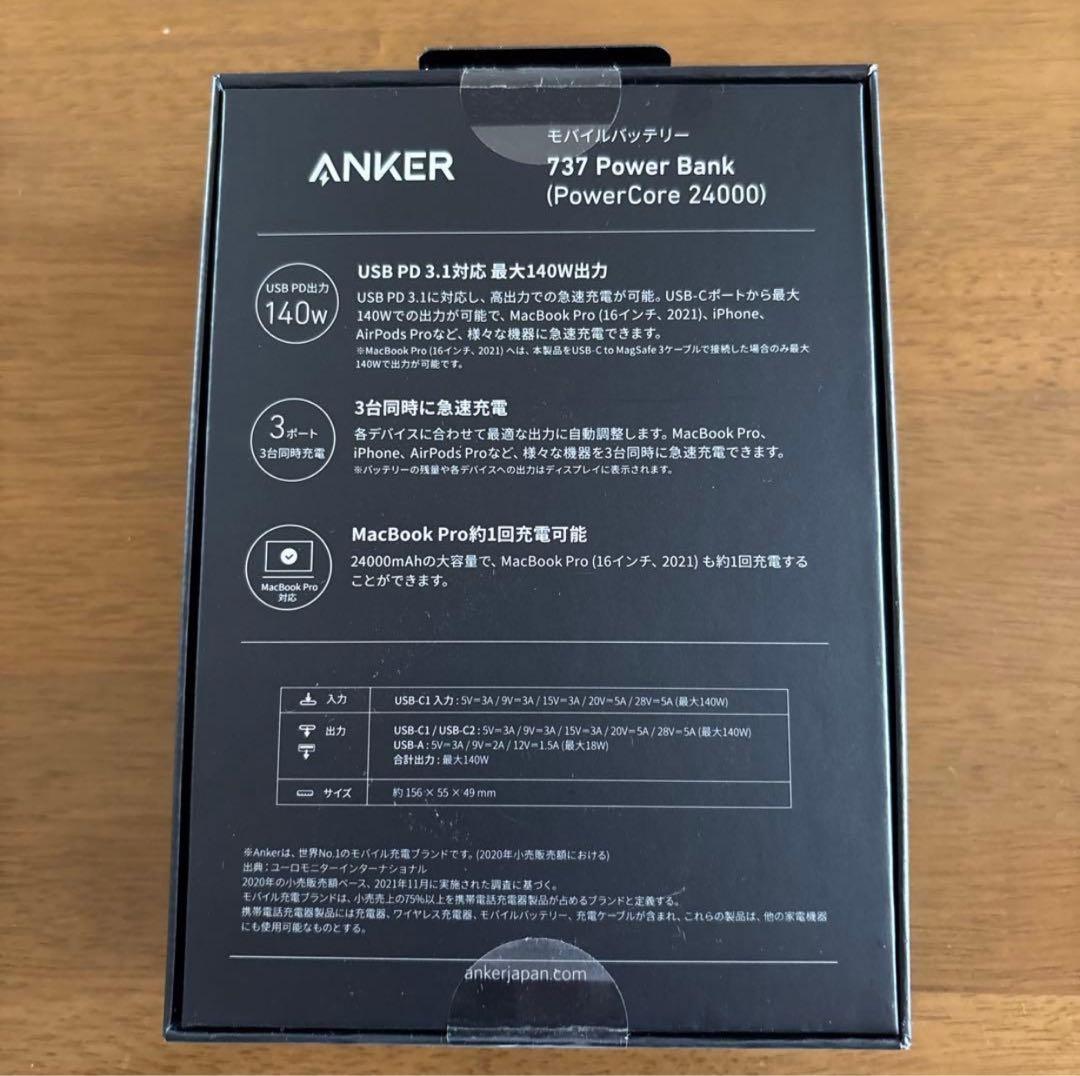 ANKER
モバイルバッテリー
737 Power Bank
(PowerCore 24000)
USB PD出力
140w
USB PD 3.1対応 最大140W出力
USB PD 3.1に対応し、高出力での急速充電が可能。USB-Cポートから最大
140Wでの出力が可能で、MacBook Pro (16インチ、2021)、iPhone、
AirPods Proなど、様々な機器に急速充電できます。
※MacBook Pro (16インチ、2021) へは、本製品をUSB-C to MagSafe 3ケーブルで接続した場合のみ最大
140Wで出力が可能です。
3ポート
3台同時充電
3台同時に急速充電
各デバイスに合わせて最適な出力に自動調整します。MacBook Pro、
iPhone、AirPods Proなど、様々な機器を3台同時に急速充電できます。
※バッテリーの残量や各デバイスへの出力はディスプレイに表示されます。
MacBook Pro
対応
MacBook Pro約1回充電可能
24000mAhの大容量で、MacBook Pro (16インチ、2021) も約1回充電する
ことができます。
入力 USB-C1 入力 : 5V⎓3A / 9V⎓3A / 15V⎓3A / 20V⎓5A / 28V⎓5A (最大140W)
出力 USB-C1 / USB-C2 : 5V⎓3A / 9V⎓3A / 15V⎓3A / 20V⎓5A / 28V⎓5A (最大140W)
USB-A : 5V⎓3A / 9V⎓2A / 12V⎓1.5A (最大18W)
合計出力 : 最大140W
サイズ 約 156 × 55 × 49 mm
※Ankerは、世界No.1のモバイル充電ブランドです。(2020年小売販売額における)
出典 : ユーロモニターインターナショナル
2020年の小売販売額ベース、2021年11月に実施された調査に基づく。
モバイル充電ブランドは、小売売上の75%以上を携帯電話充電器製品が占めるブランドと定義する。
携帯電話充電器製品には充電器、ワイヤレス充電器、モバイルバッテリー、充電ケーブルが含まれ、これらの製品は、他の家電機器
にも使用可能なものとする。
ankerjapan.com